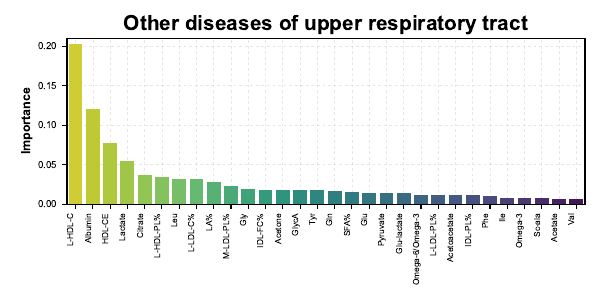 Other diseases of upper respiratory tract
Importance
0.20
0.15
0.10
0.05
0.00
L-HDL-C
Albumin
HDL-CE
Lactate
Citrate
L-HDL-PL%
Leu
L-LDL-C%
LA%
M-LDL-PL%
Gly
IDL-FC%
Acetone
GlycA
Tyr
Gln
SFA%
Glu
Pyruvate
Glu-lactate
Omega-6/Omega-3
L-LDL-PL%
Acetoacetate
IDL-PL%
Phe
Ile
Omega-3
Acetate
Val